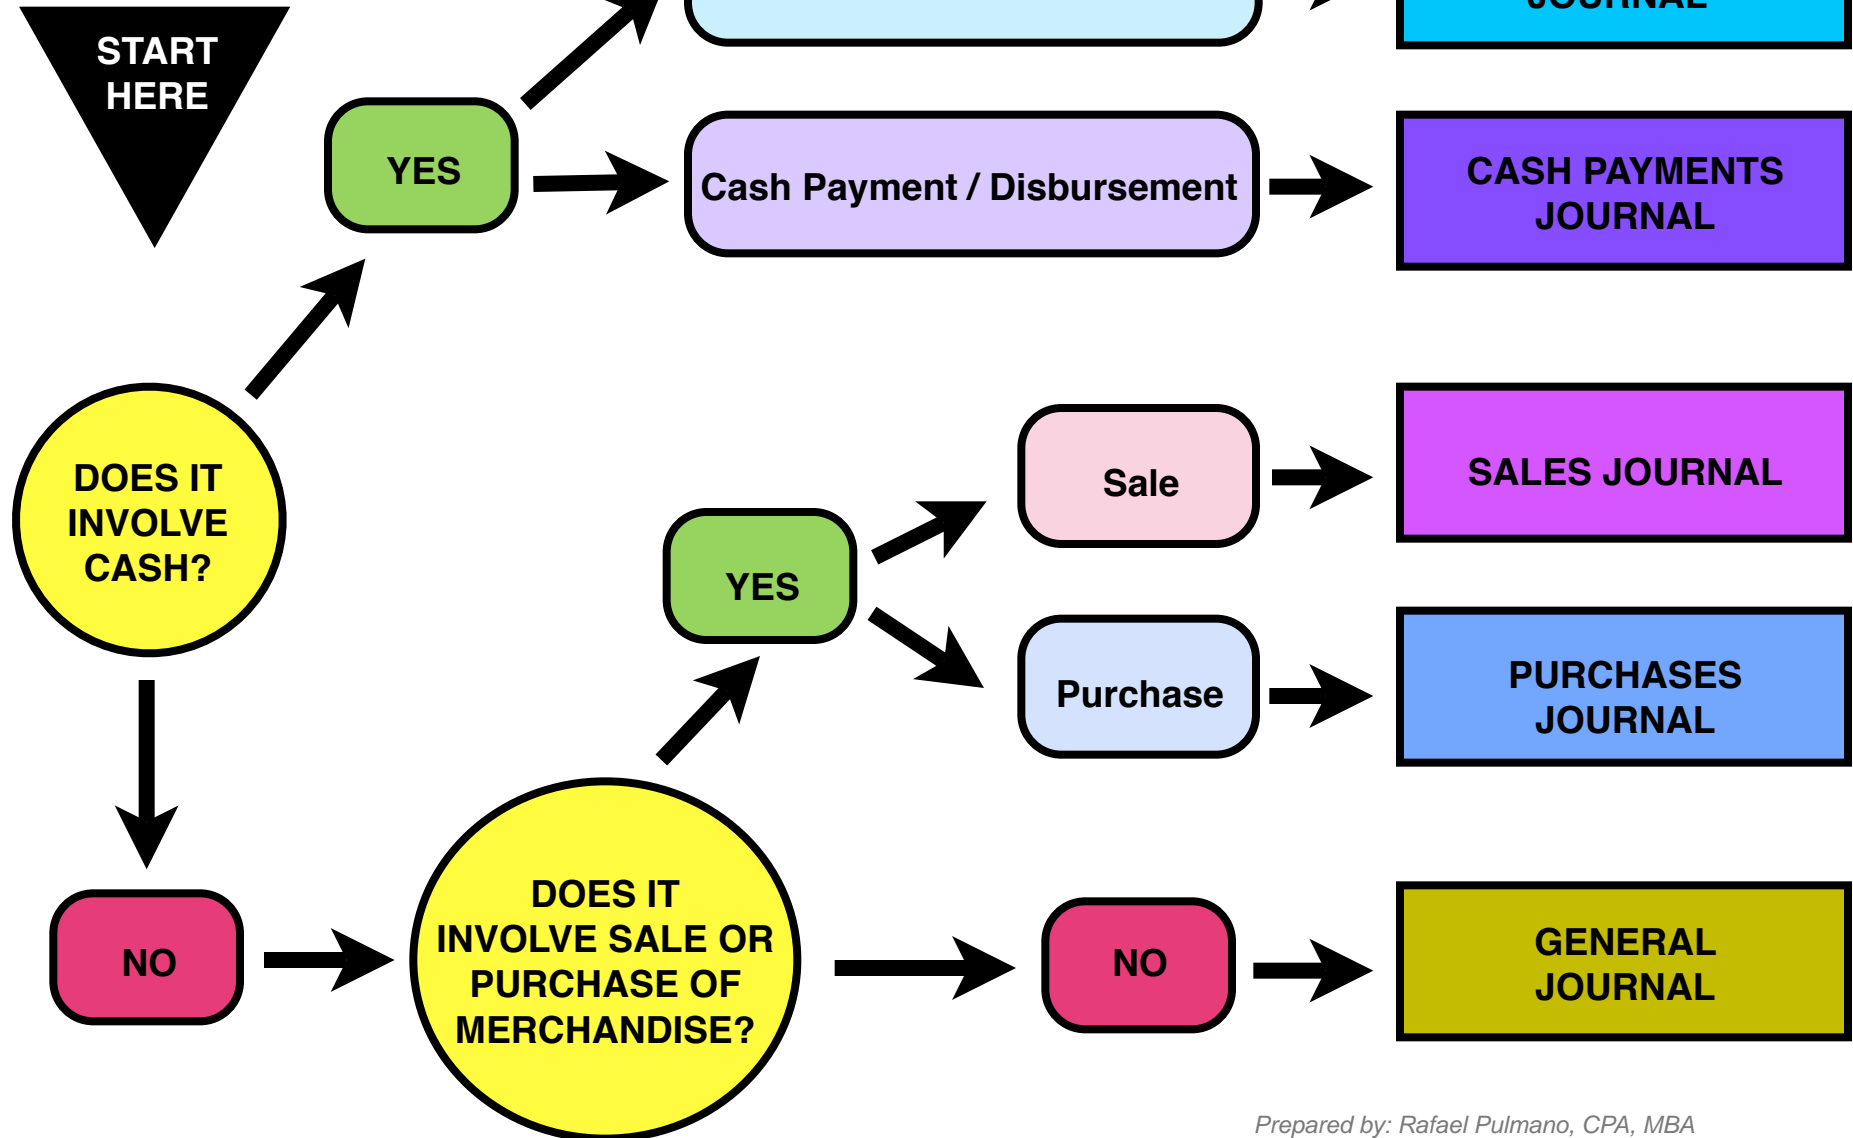 JOURNAL
START
HERE
YES
Cash Payment / Disbursement
CASH PAYMENTS
JOURNAL
DOES IT
INVOLVE
CASH?
Sale
SALES JOURNAL
YES
Purchase
PURCHASES
JOURNAL
NO
DOES IT
INVOLVE SALE OR
PURCHASE OF
MERCHANDISE?
NO
GENERAL
JOURNAL
Prepared by: Rafael Pulmano, CPA, MBA